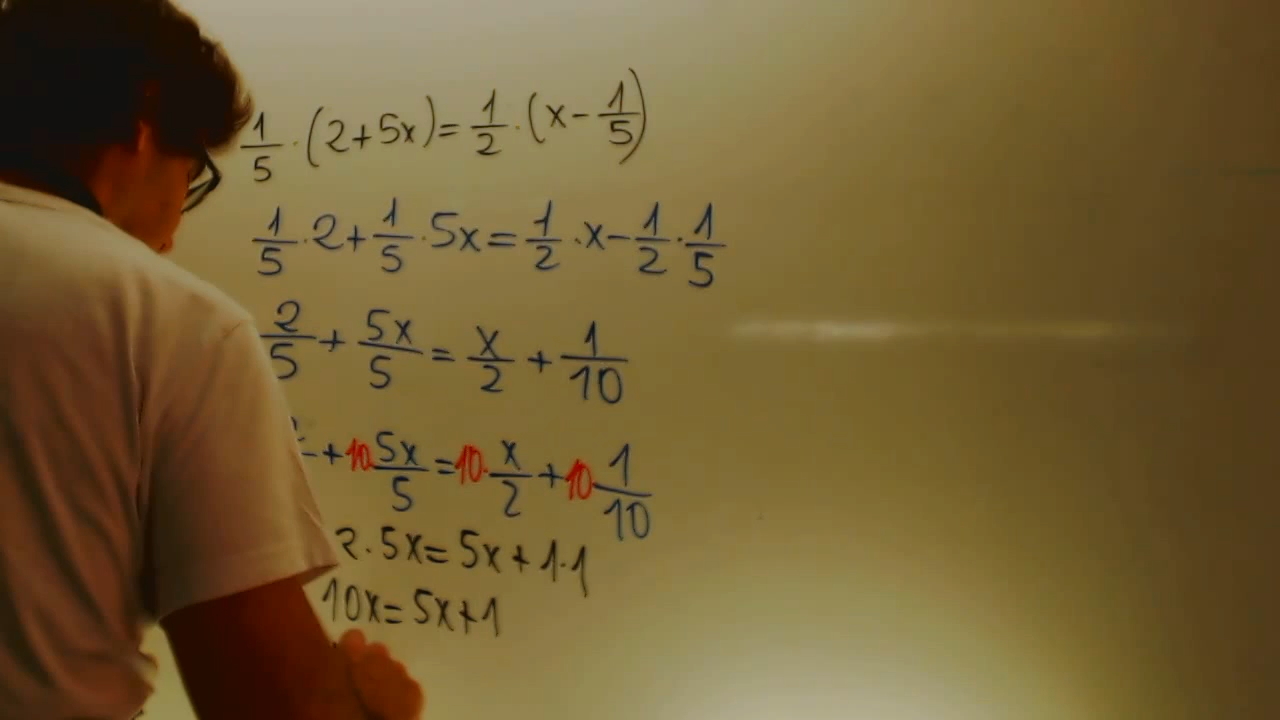 1/5 · (2+5x) = 1/2 · (x - 1/5)
1/5 · 2 + 1/5 · 5x = 1/2 · x - 1/2 · 1/5
2/5 + 5x/5 = x/2 + 1/10
+ 10· 5x/5 = 10· x/2 + 10· 1/10
2 · 5x = 5x + 1·1
10x = 5x + 1